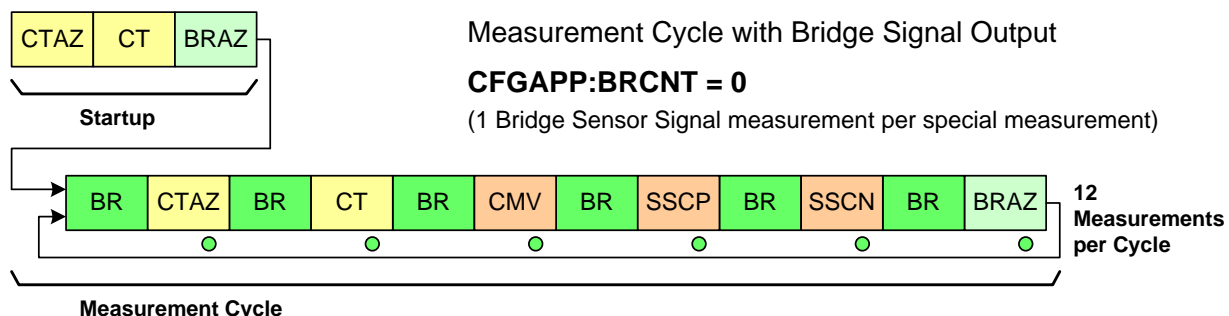 CTAZ CT BRAZ
Startup
Measurement Cycle with Bridge Signal Output
CFGAPP:BRCNT = 0
(1 Bridge Sensor Signal measurement per special measurement)
BR CTAZ BR CT BR CMV BR SSCP BR SSCN BR BRAZ
12
Measurements
per Cycle
Measurement Cycle